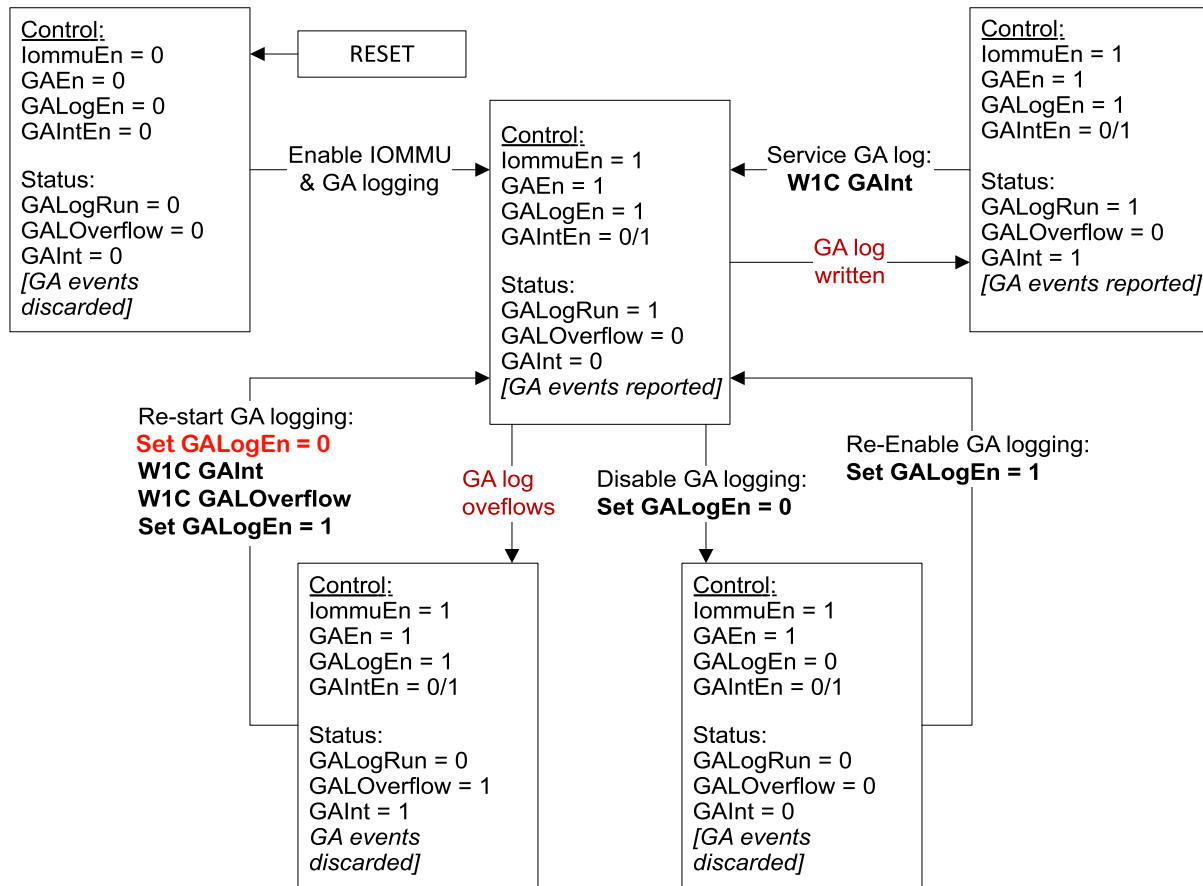 Control:
IommuEn = 0
GAEn = 0
GALogEn = 0
GAIntEn = 0
Status:
GALogRun = 0
GALOverflow = 0
GAInt = 0
[GA events
discarded]
RESET
Enable IOMMU
& GA logging
Control:
IommuEn = 1
GAEn = 1
GALogEn = 1
GAIntEn = 0/1
Status:
GALogRun = 1
GALOverflow = 0
GAInt = 0
[GA events reported]
Service GA log:
W1C GAInt
GA log
written
Control:
IommuEn = 1
GAEn = 1
GALogEn = 1
GAIntEn = 0/1
Status:
GALogRun = 1
GALOverflow = 0
GAInt = 1
[GA events reported]
Re-start GA logging:
Set GALogEn = 0
W1C GAInt
W1C GALOverflow
Set GALogEn = 1
GA log
oveflows
Disable GA logging:
Set GALogEn = 0
Re-Enable GA logging:
Set GALogEn = 1
Control:
IommuEn = 1
GAEn = 1
GALogEn = 1
GAIntEn = 0/1
Status:
GALogRun = 0
GALOverflow = 1
GAInt = 1
GA events
discarded]
Control:
IommuEn = 1
GAEn = 1
GALogEn = 0
GAIntEn = 0/1
Status:
GALogRun = 0
GALOverflow = 0
GAInt = 0
[GA events
discarded]